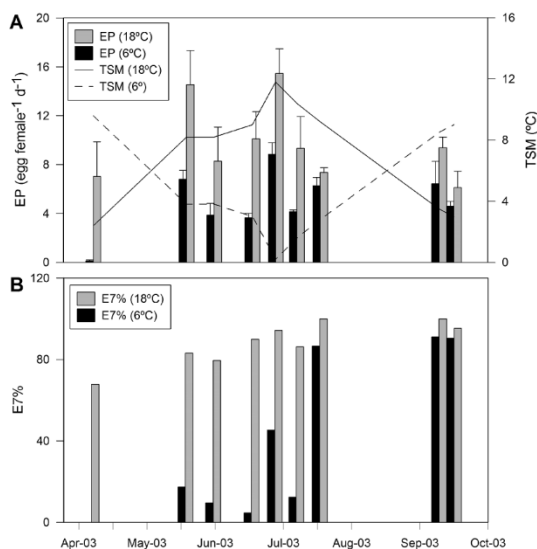 A
EP (18ºC)
EP (6ºC)
TSM (18ºC)
TSM (6º)
20
16
12
8
4
0
EP (egg female⁻¹ d⁻¹)
16
12
8
4
0
TSM (ºC)
B
E7% (18ºC)
E7% (6ºC)
120
80
40
0
E7%
Apr-03 May-03 Jun-03 Jul-03 Aug-03 Sep-03 Oct-03